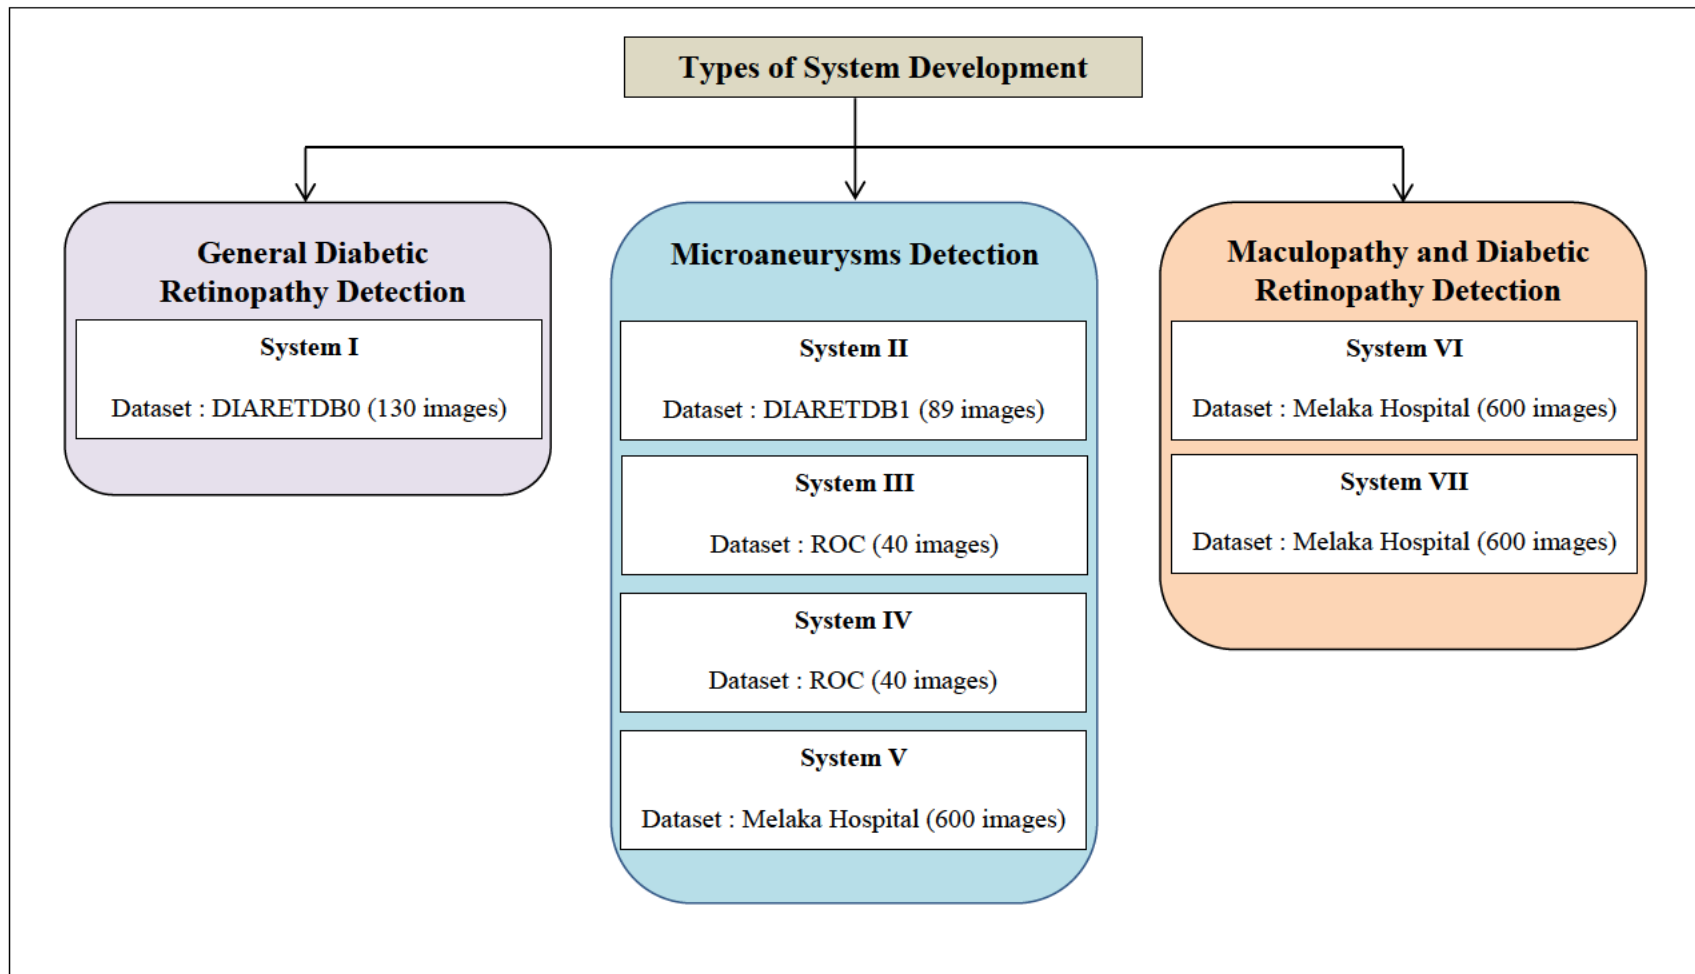 Types of System Development
General Diabetic
Retinopathy Detection
System I
Dataset : DIARETDB0 (130 images)
Microaneurysms Detection
System II
Dataset : DIARETDB1 (89 images)
System III
Dataset : ROC (40 images)
System IV
Dataset : ROC (40 images)
System V
Dataset : Melaka Hospital (600 images)
Maculopathy and Diabetic
Retinopathy Detection
System VI
Dataset : Melaka Hospital (600 images)
System VII
Dataset : Melaka Hospital (600 images)